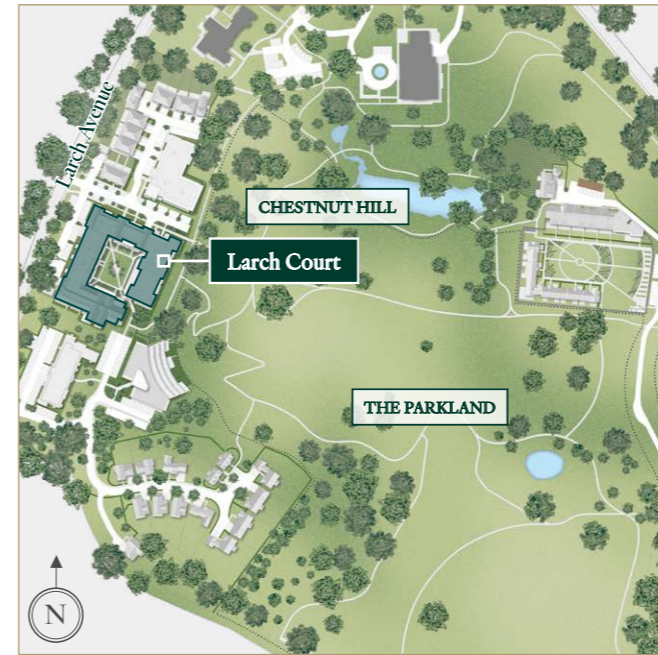 Larch Avenue
CHESTNUT HILL
Larch Court
THE PARKLAND
N